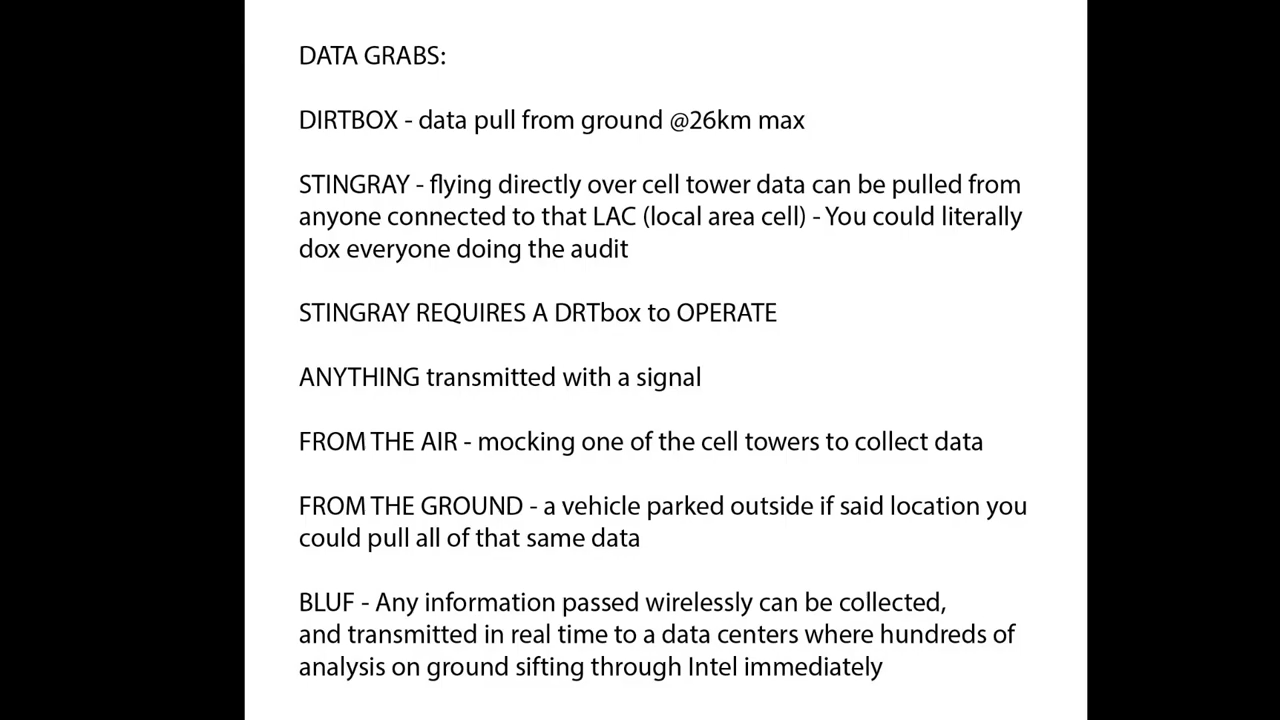 DATA GRABS:
DIRTBOX - data pull from ground @26km max
STINGRAY - flying directly over cell tower data can be pulled from
anyone connected to that LAC (local area cell) - You could literally
dox everyone doing the audit
STINGRAY REQUIRES A DRTbox to OPERATE
ANYTHING transmitted with a signal
FROM THE AIR - mocking one of the cell towers to collect data
FROM THE GROUND - a vehicle parked outside if said location you
could pull all of that same data
BLUF - Any information passed wirelessly can be collected,
and transmitted in real time to a data centers where hundreds of
analysis on ground sifting through Intel immediately